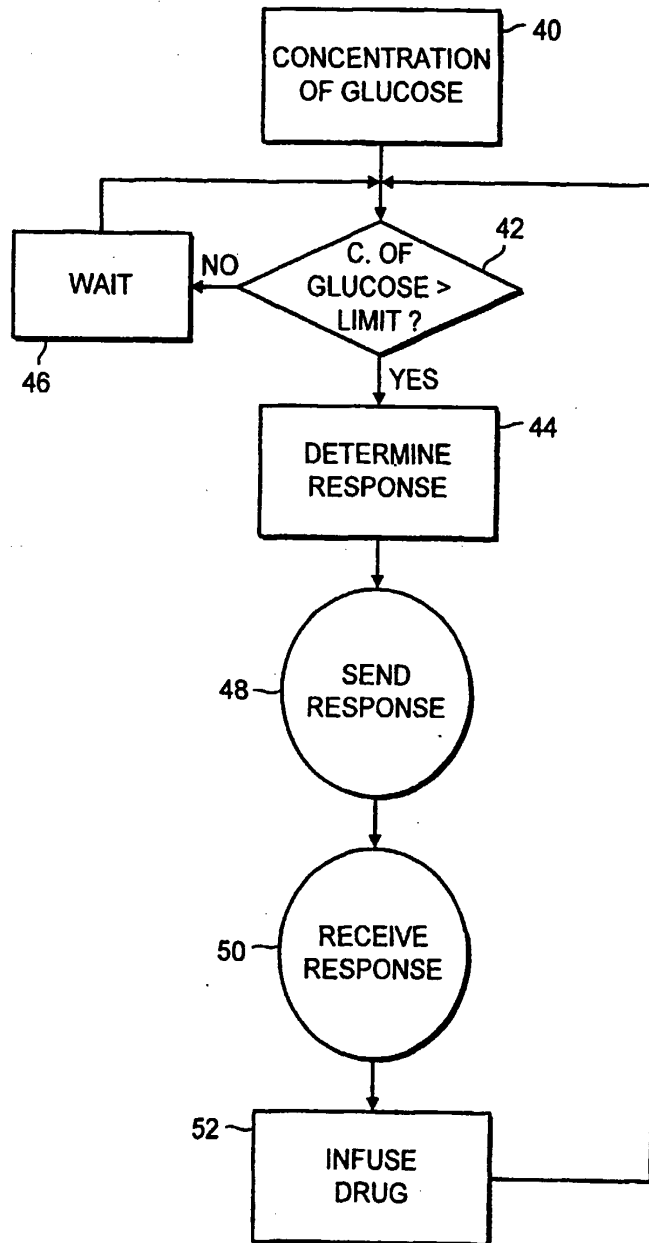 40
CONCENTRATION
OF GLUCOSE
42
C. OF
GLUCOSE >
LIMIT ?
NO
WAIT
46
YES
44
DETERMINE
RESPONSE
48
SEND
RESPONSE
50
RECEIVE
RESPONSE
52
INFUSE
DRUG